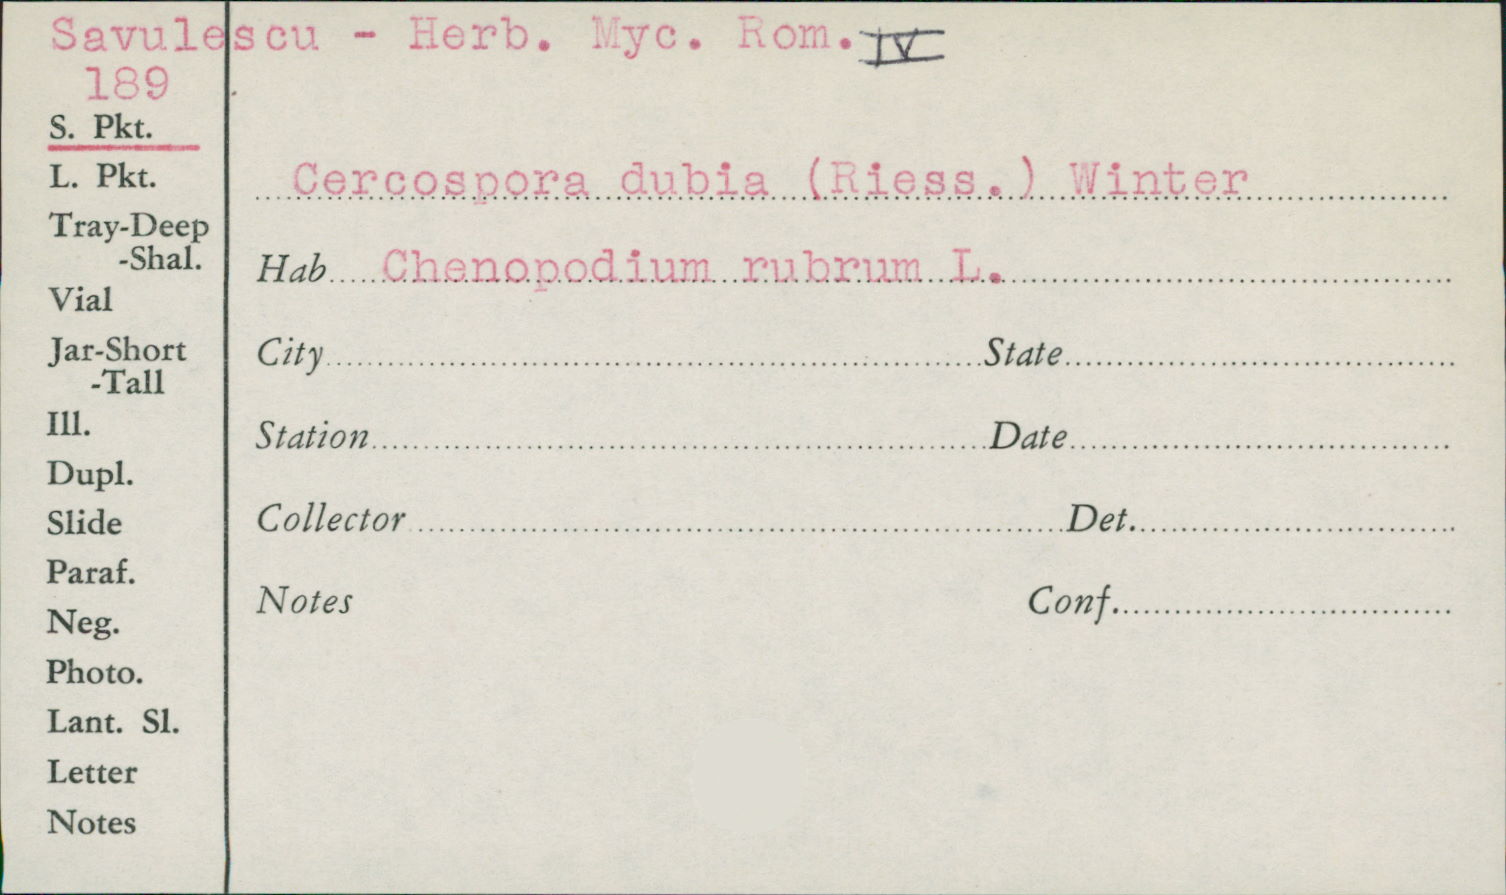 Savulescu - Herb. Myc. Rom. IV
189
S. Pkt.
L. Pkt.
Tray-Deep
-Shal.
Vial
Jar-Short
-Tall
Ill.
Dupl.
Slide
Paraf.
Neg.
Photo.
Lant. Sl.
Letter
Notes
Cercospora dubia (Riess.) Winter
Hab Chenopodium rubrum L.
City State
Station Date
Collector Det.
Notes Conf.